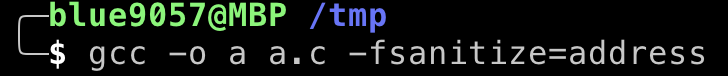 blue9057@MBP /tmp
$ gcc -o a a.c -fsanitize=address